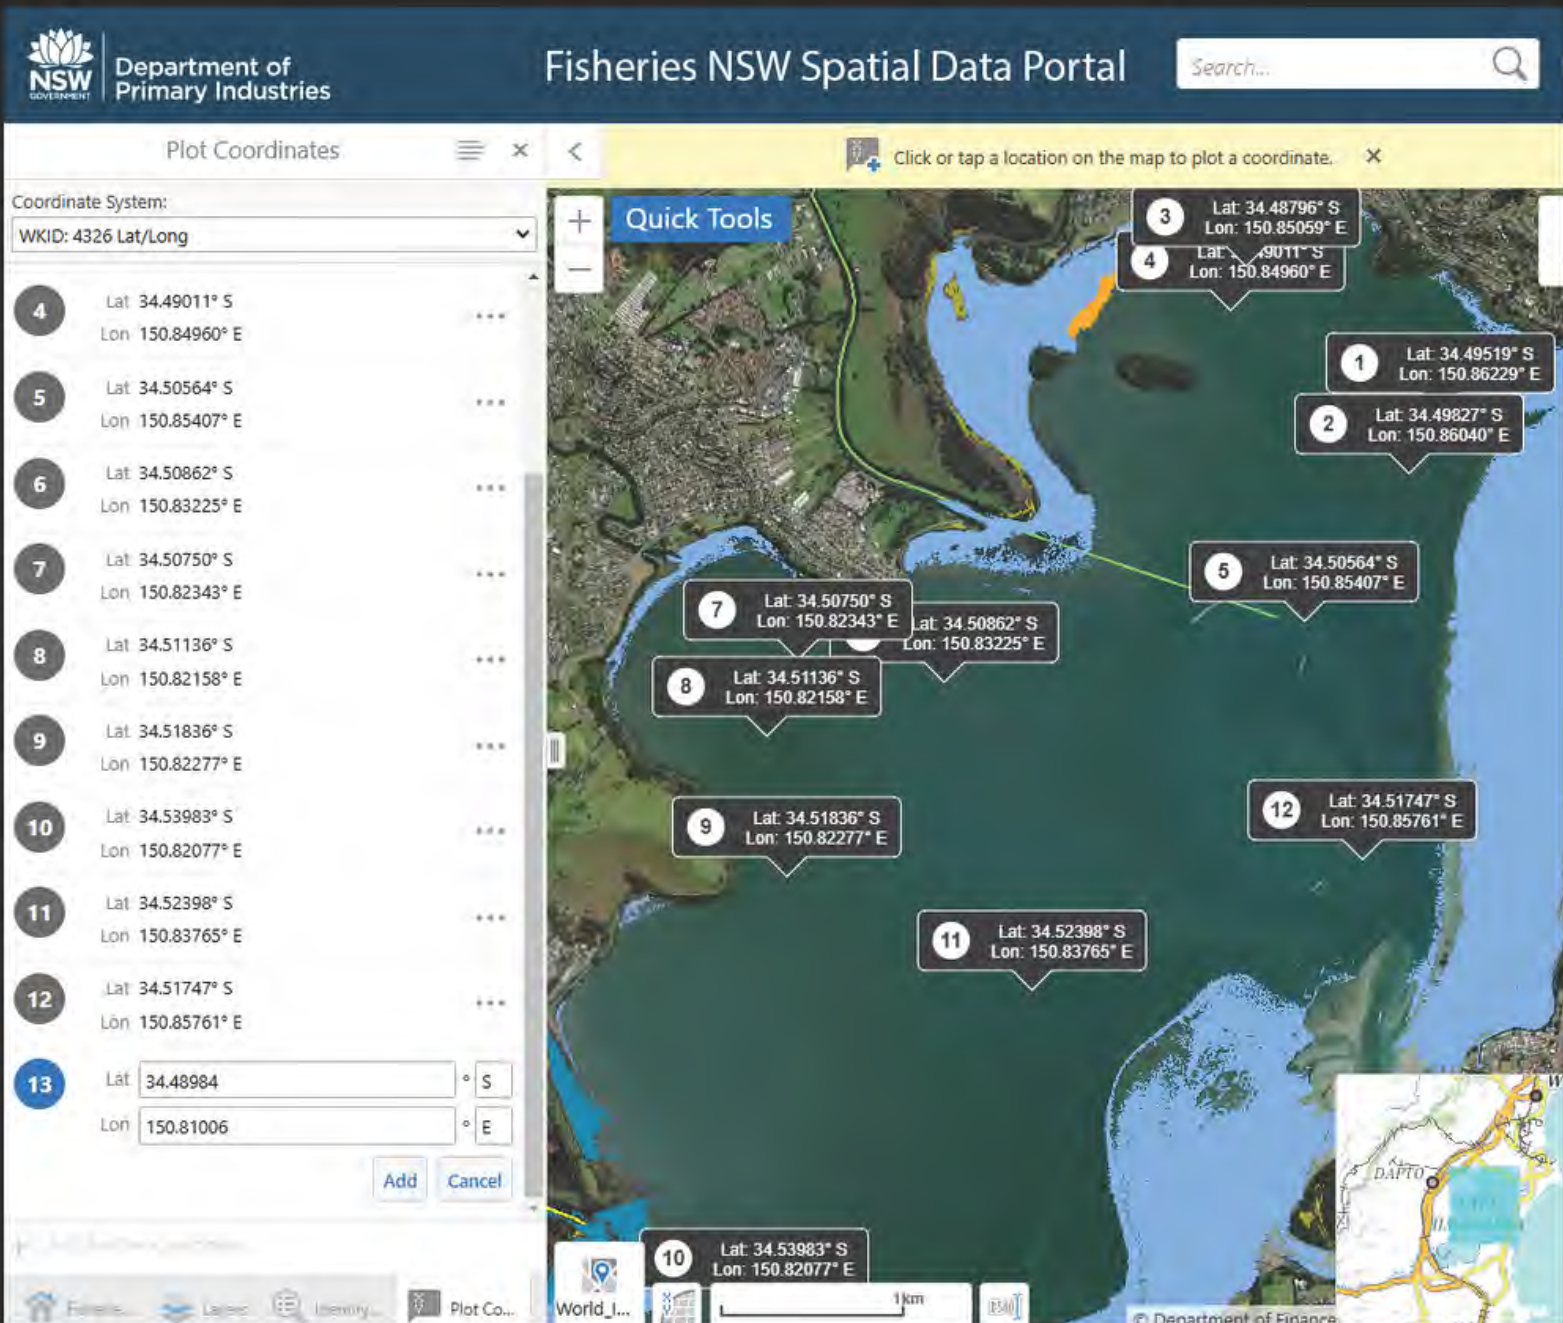 NSW
GOVERNMENT
Department of
Primary Industries
Fisheries NSW Spatial Data Portal
Search...
Plot Coordinates
Click or tap a location on the map to plot a coordinate.
Coordinate System:
WKID: 4326 Lat/Long
4
Lat 34.49011° S
Lon 150.84960° E
5
Lat 34.50564° S
Lon 150.85407° E
6
Lat 34.50862° S
Lon 150.83225° E
7
Lat 34.50750° S
Lon 150.82343° E
8
Lat 34.51136° S
Lon 150.82158° E
9
Lat 34.51836° S
Lon 150.82277° E
10
Lat 34.53983° S
Lon 150.82077° E
11
Lat 34.52398° S
Lon 150.83765° E
12
Lat 34.51747° S
Lon 150.85761° E
13
Lat 34.48984 ° S
Lon 150.81006 ° E
Add Cancel
Layers
Identify...
Plot Co...
Quick Tools
3
Lat: 34.48796° S
Lon: 150.85059° E
4
Lat: 9011° S
Lon: 150.84960° E
1
Lat: 34.49519° S
Lon: 150.86229° E
2
Lat: 34.49827° S
Lon: 150.86040° E
5
Lat: 34.50564° S
Lon: 150.85407° E
7
Lat: 34.50750° S
Lon: 150.82343° E
Lat: 34.50862° S
Lon: 150.83225° E
8
Lat: 34.51136° S
Lon: 150.82158° E
9
Lat: 34.51836° S
Lon: 150.82277° E
12
Lat: 34.51747° S
Lon: 150.85761° E
11
Lat: 34.52398° S
Lon: 150.83765° E
10
Lat: 34.53983° S
Lon: 150.82077° E
World_I...
1km
DAPTO
W
© Department of Finance